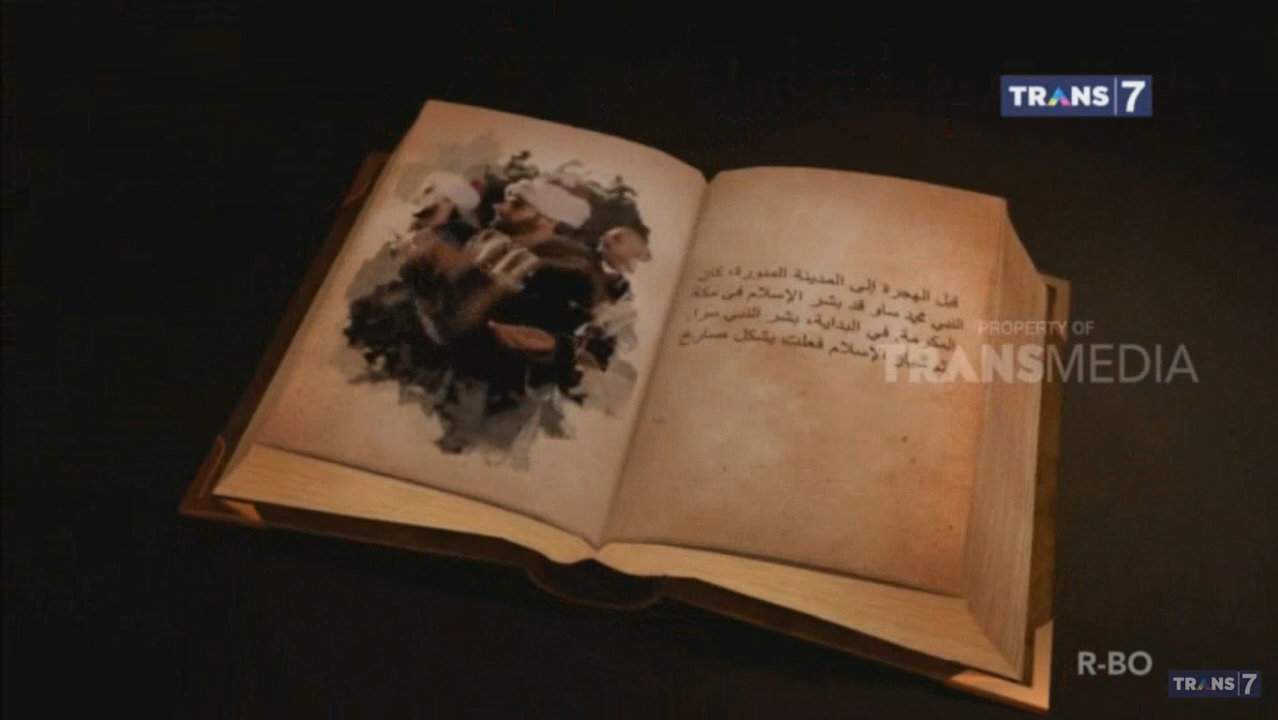 TRANS|7
قبل الهجرة إلى المدينة المنورة، كان
النبي محمد ساو قد بشر الإسلام في مكة
المكرمة. في البداية، بشر النبي سرا.
الإسلام فعلت بشكل صارخ
PROPERTY OF
TRANSMEDIA
R-BO
TRANS|7